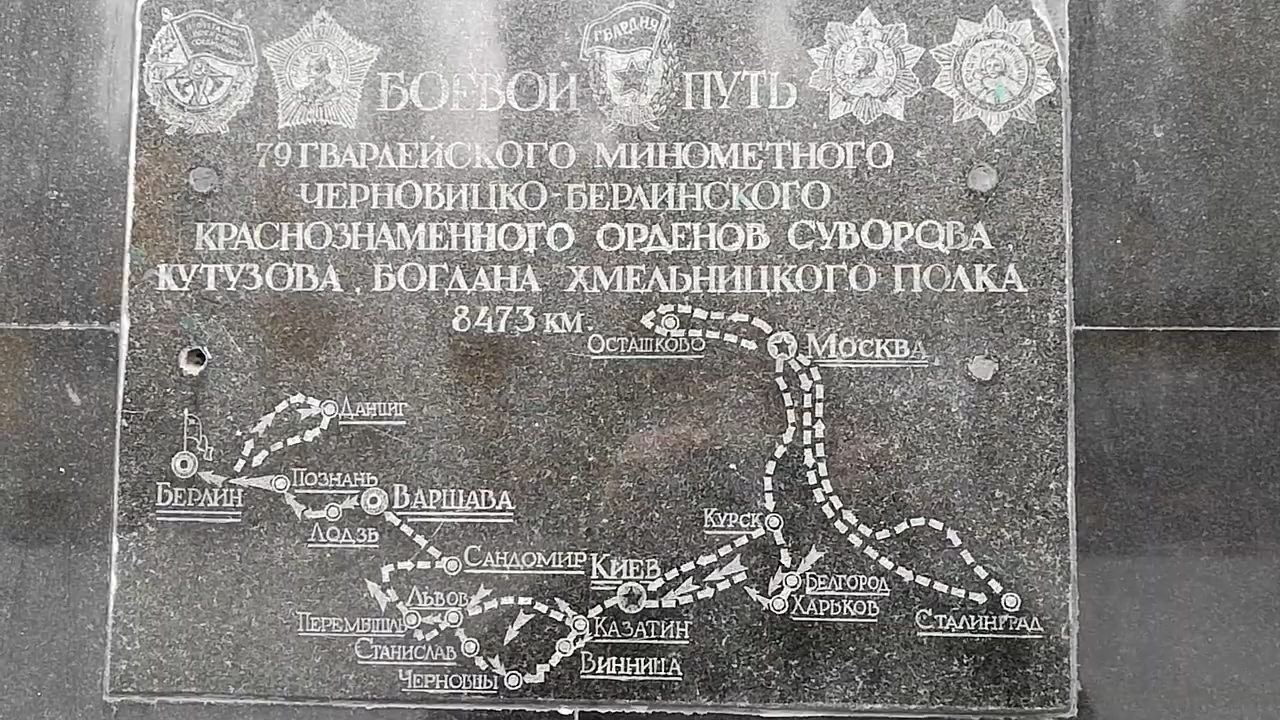 ГВАРДИЯ
БОЕВОЙ ПУТЬ
79 ГВАРДЕЙСКОГО МИНОМЕТНОГО
ЧЕРНОВИЦКО-БЕРЛИНСКОГО
КРАСНОЗНАМЕННОГО ОРДЕНОВ СУВОРОВА,
КУТУЗОВА, БОГДАНА ХМЕЛЬНИЦКОГО ПОЛКА
8473 КМ.
ОСТАШКОВО
МОСКВА
ДАНЦИГ
БЕРЛИН
ПОЗНАНЬ
ВАРШАВА
ЛОДЗЬ
КУРСК
САНДОМИР
КИЕВ
БЕЛГОРОД
ХАРЬКОВ
ЛЬВОВ
ПЕРЕМЫШЛЬ
КАЗАТИН
СТАЛИНГРАД
СТАНИСЛАВ
ВИННИЦА
ЧЕРНОВЦЫ